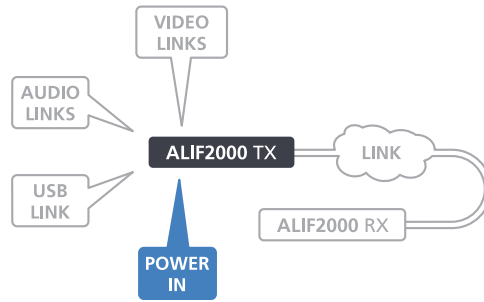 VIDEO
LINKS
AUDIO
LINKS
ALIF2000 TX
LINK
USB
LINK
ALIF2000 RX
POWER
IN